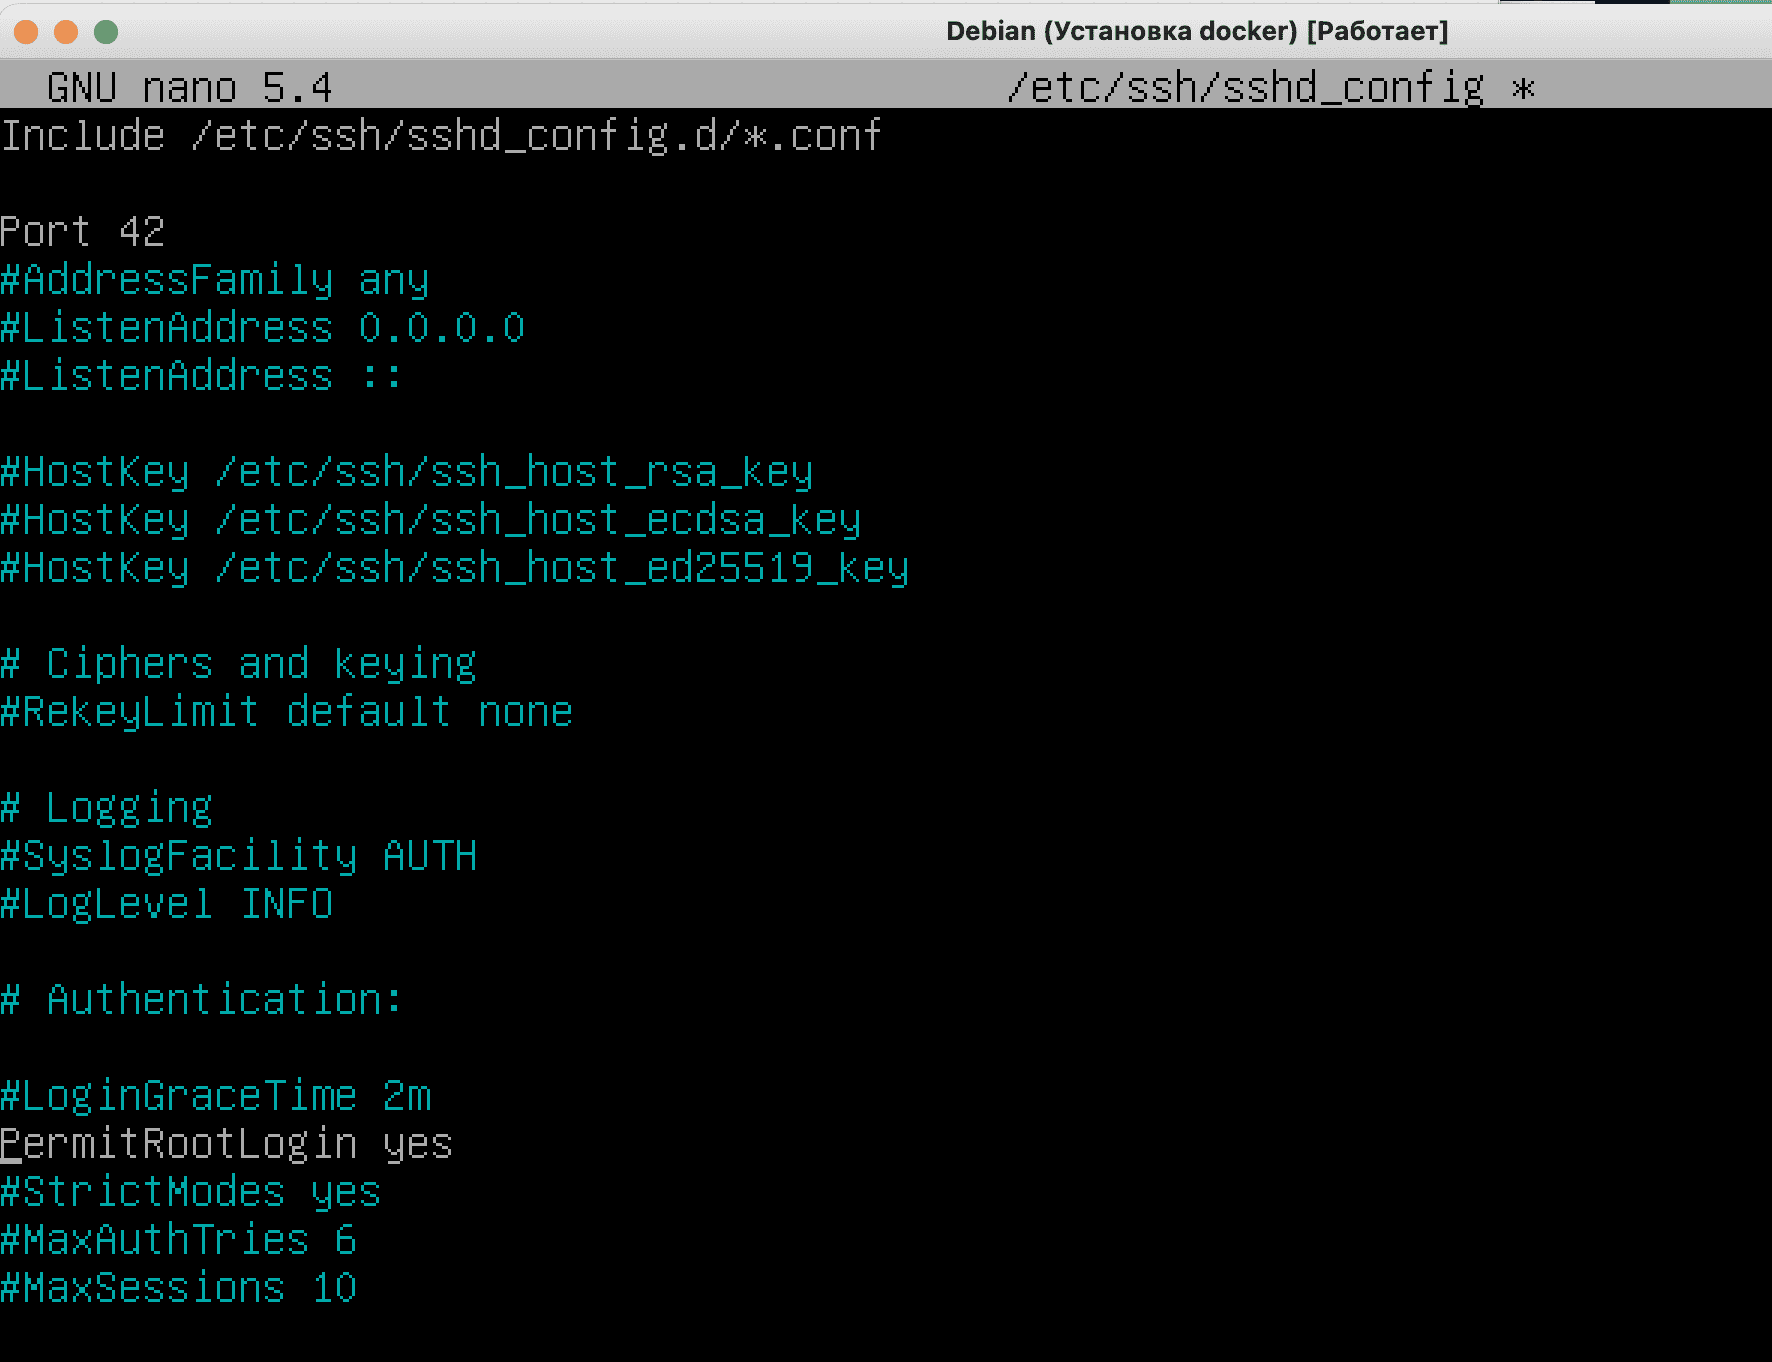 Debian (Установка docker) [Работает]
GNU nano 5.4 /etc/ssh/sshd_config *
Include /etc/ssh/sshd_config.d/*.conf
Port 42
#AddressFamily any
#ListenAddress 0.0.0.0
#ListenAddress ::
#HostKey /etc/ssh/ssh_host_rsa_key
#HostKey /etc/ssh/ssh_host_ecdsa_key
#HostKey /etc/ssh/ssh_host_ed25519_key
# Ciphers and keying
#RekeyLimit default none
# Logging
#SyslogFacility AUTH
#LogLevel INFO
# Authentication:
#LoginGraceTime 2m
PermitRootLogin yes
#StrictModes yes
#MaxAuthTries 6
#MaxSessions 10